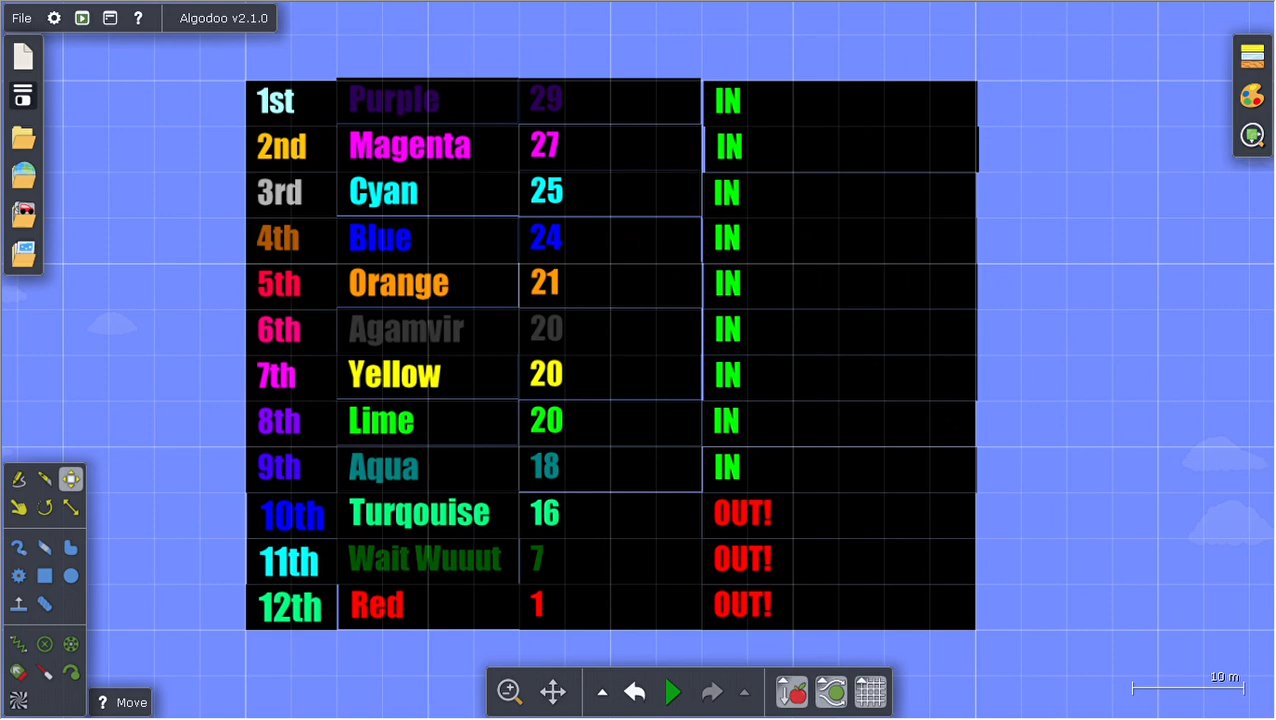 File ? Algodoo v2.1.0
1st Purple 29 IN
2nd Magenta 27 IN
3rd Cyan 25 IN
4th Blue 24 IN
5th Orange 21 IN
6th Agamvir 20 IN
7th Yellow 20 IN
8th Lime 20 IN
9th Aqua 18 IN
10th Turqouise 16 OUT!
11th Wait Wuuut 7 OUT!
12th Red 1 OUT!
10 m
? Move